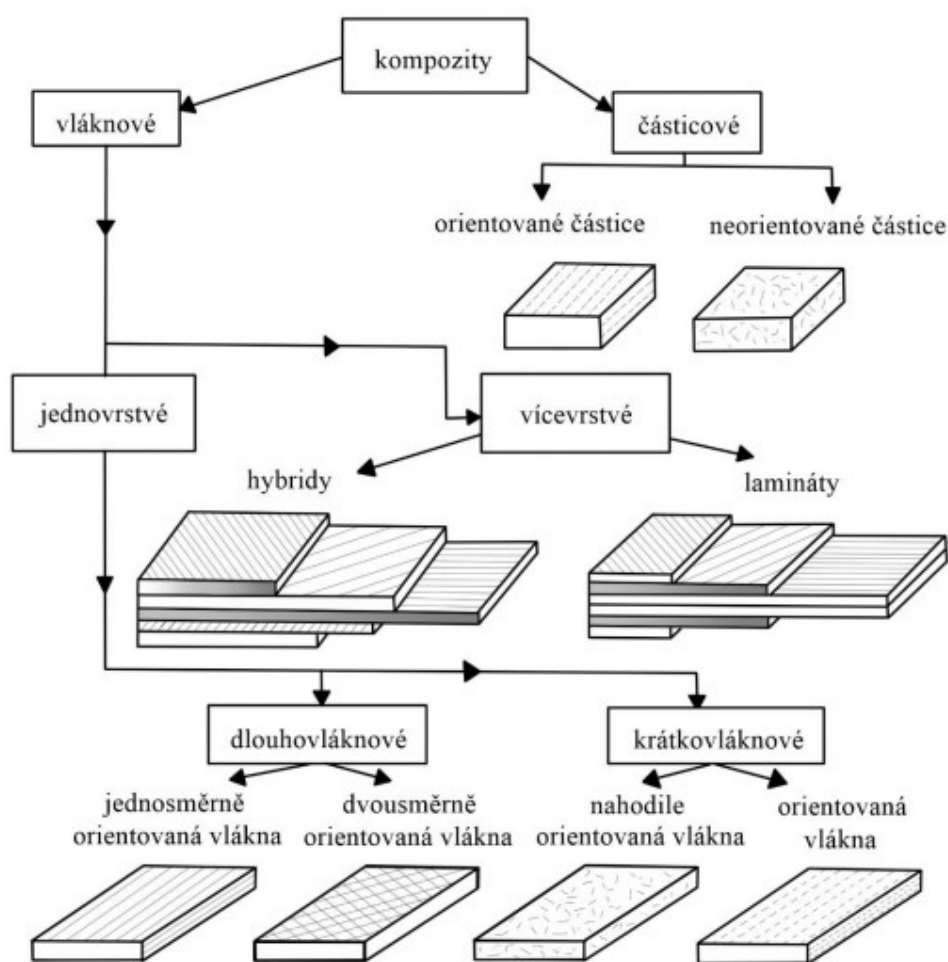 kompozity
vláknové
částicové
orientované částice
neorientované částice
jednovrstvé
vícevrstvé
hybridy
lamináty
dlouhovláknové
krátkovláknové
jednosměrně
orientovaná vlákna
dvousměrně
orientovaná vlákna
nahodile
orientovaná vlákna
orientovaná
vlákna